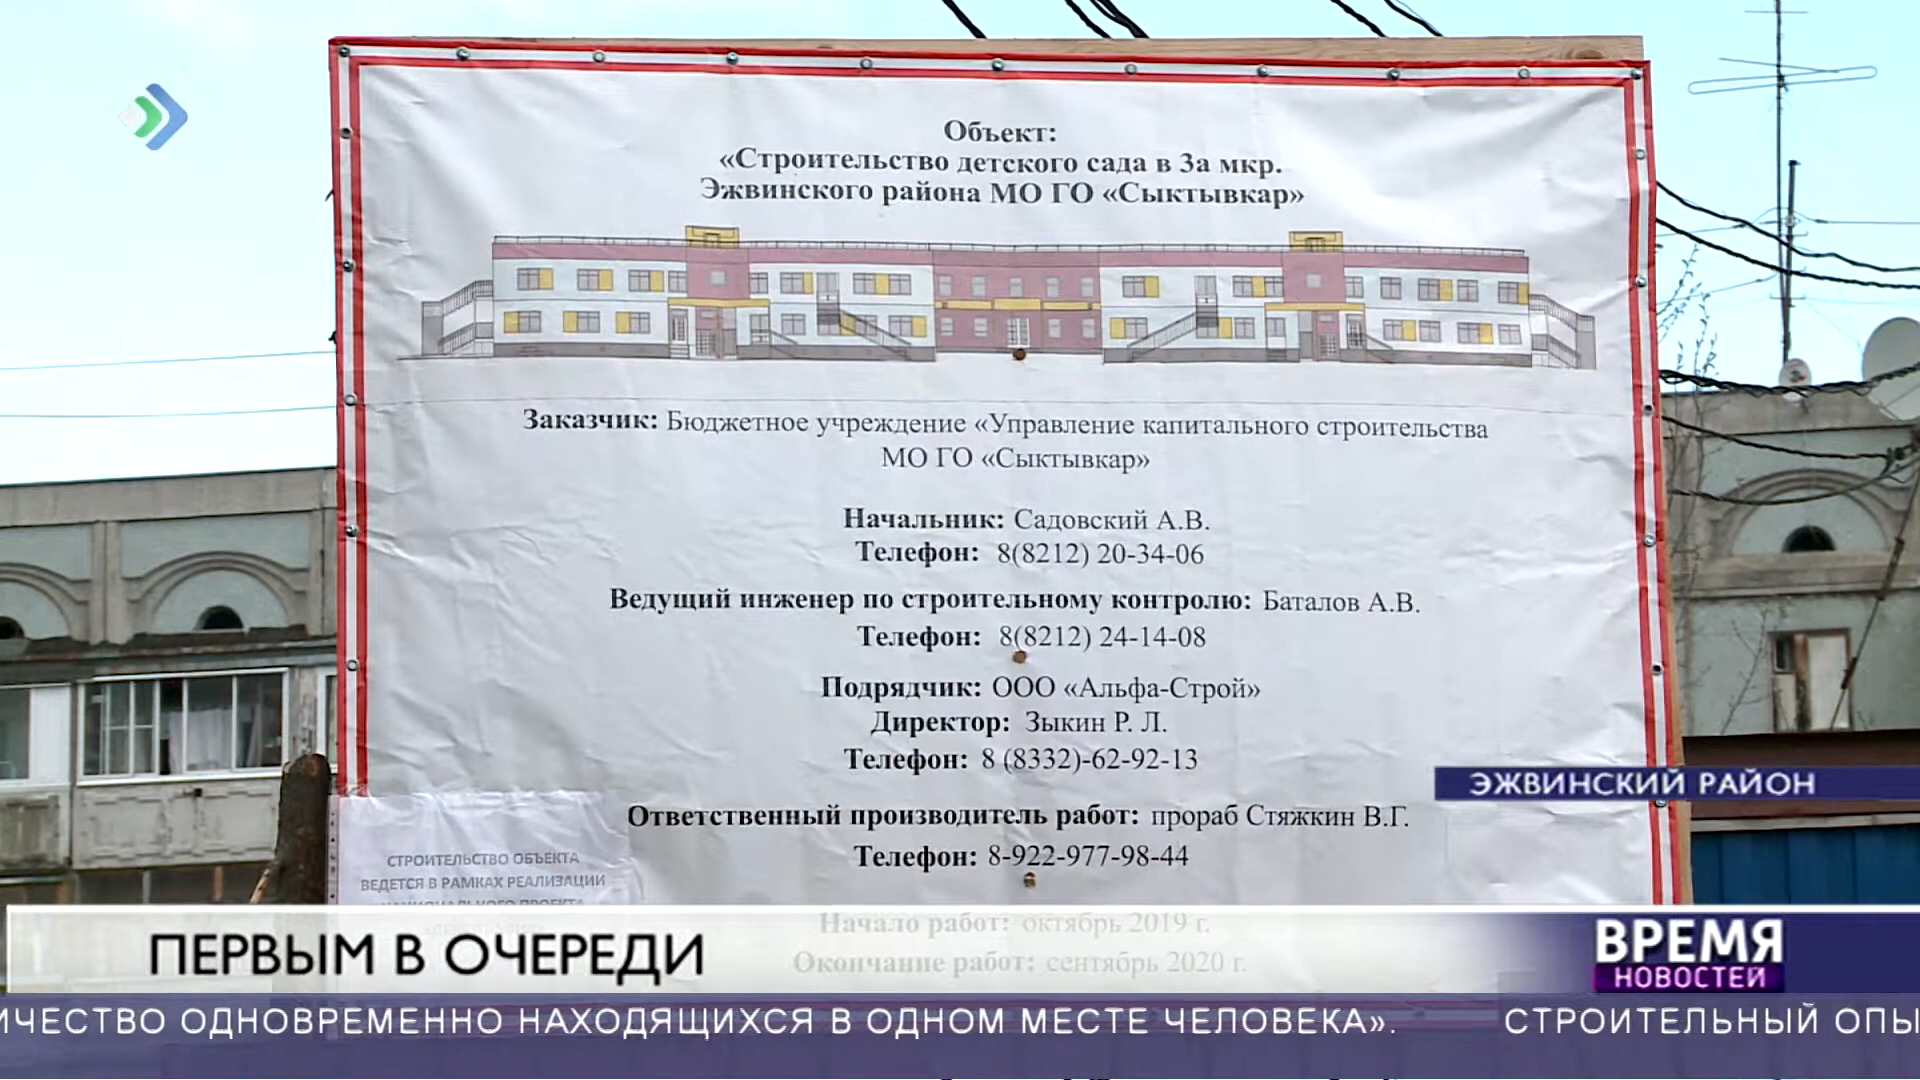 Объект:
«Строительство детского сада в 3а мкр.
Эжвинского района МО ГО «Сыктывкар»
Заказчик: Бюджетное учреждение «Управление капитального строительства
МО ГО «Сыктывкар»
Начальник: Садовский А.В.
Телефон: 8(8212) 20-34-06
Ведущий инженер по строительному контролю: Баталов А.В.
Телефон: 8(8212) 24-14-08
Подрядчик: ООО «Альфа-Строй»
Директор: Зыкин Р. Л.
Телефон: 8 (8332)-62-92-13
ЭЖВИНСКИЙ РАЙОН
Ответственный производитель работ: прораб Стяжкин В.Г.
Телефон: 8-922-977-98-44
СТРОИТЕЛЬСТВО ОБЪЕКТА
ВЕДЕТСЯ В РАМКАХ РЕАЛИЗАЦИИ
НАЦИОНАЛЬНОГО ПРОЕКТА
Начало работ: октябрь 2019 г.
Окончание работ: сентябрь 2020 г.
ПЕРВЫМ В ОЧЕРЕДИ
ВРЕМЯ
НОВОСТЕЙ
ИЧЕСТВО ОДНОВРЕМЕННО НАХОДЯЩИХСЯ В ОДНОМ МЕСТЕ ЧЕЛОВЕКА». СТРОИТЕЛЬНЫЙ ОПЫ